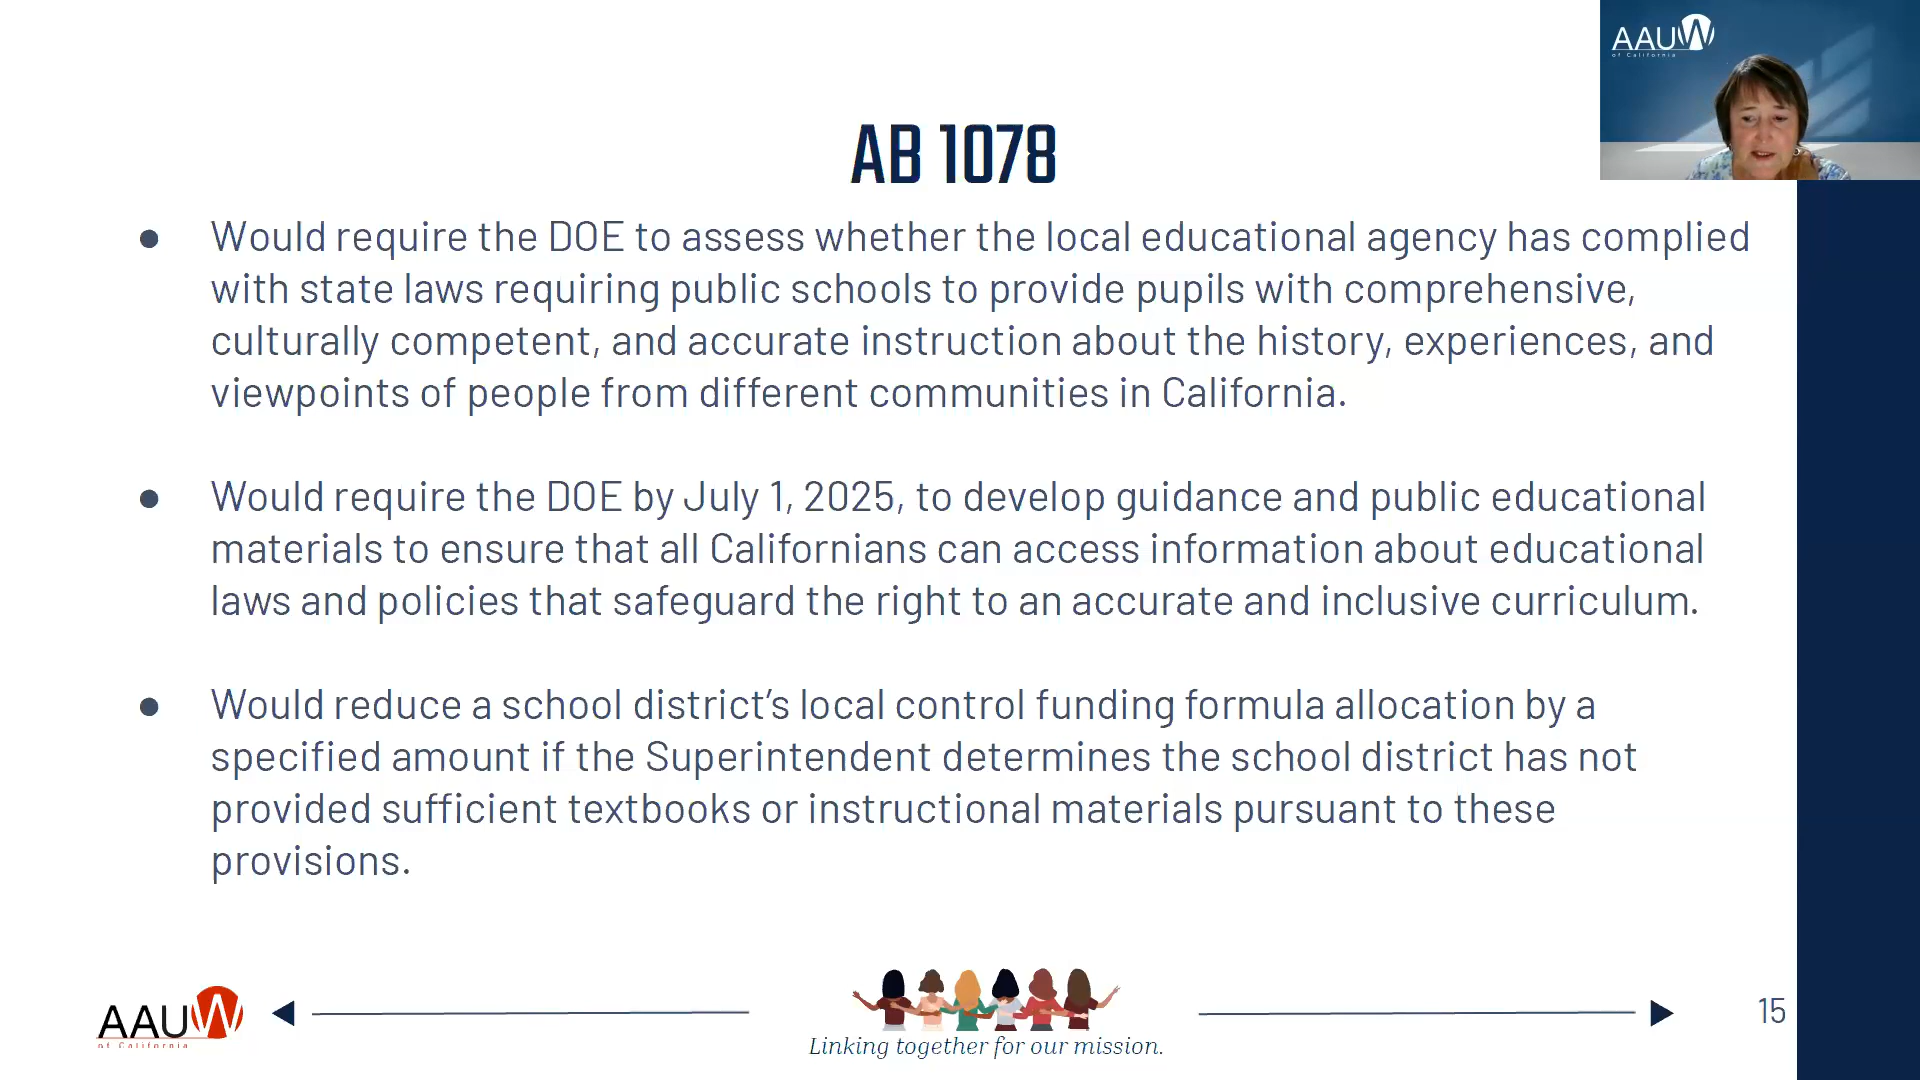 AAUW
of California
AB 1078
● Would require the DOE to assess whether the local educational agency has complied
with state laws requiring public schools to provide pupils with comprehensive,
culturally competent, and accurate instruction about the history, experiences, and
viewpoints of people from different communities in California.
● Would require the DOE by July 1, 2025, to develop guidance and public educational
materials to ensure that all Californians can access information about educational
laws and policies that safeguard the right to an accurate and inclusive curriculum.
● Would reduce a school district’s local control funding formula allocation by a
specified amount if the Superintendent determines the school district has not
provided sufficient textbooks or instructional materials pursuant to these
provisions.
AAUW
of California
Linking together for our mission.
15